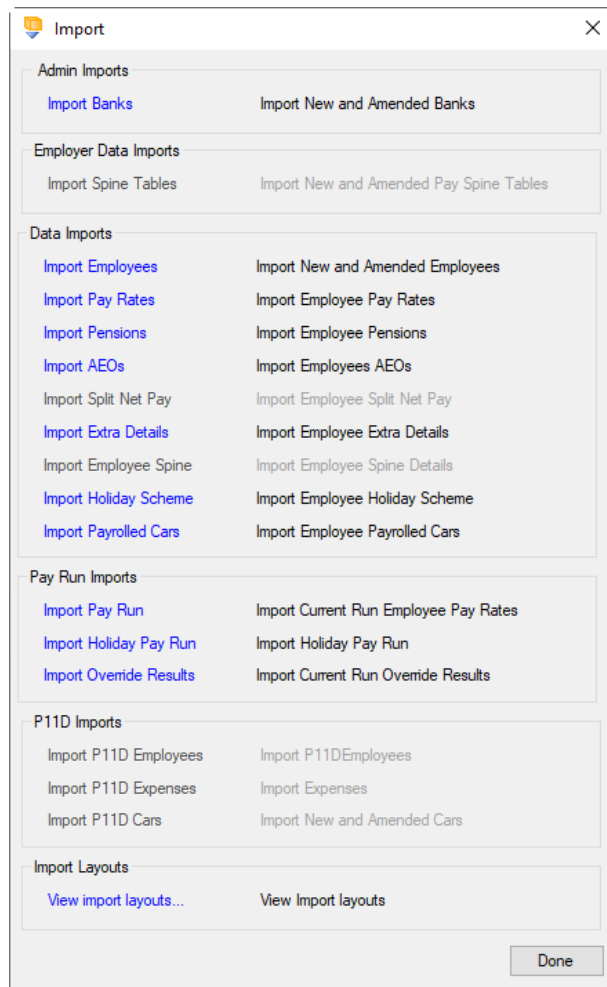 Import
Admin Imports
Import Banks Import New and Amended Banks
Employer Data Imports
Import Spine Tables Import New and Amended Pay Spine Tables
Data Imports
Import Employees Import New and Amended Employees
Import Pay Rates Import Employee Pay Rates
Import Pensions Import Employee Pensions
Import AEOs Import Employees AEOs
Import Split Net Pay Import Employee Split Net Pay
Import Extra Details Import Employee Extra Details
Import Employee Spine Import Employee Spine Details
Import Holiday Scheme Import Employee Holiday Scheme
Import Payrolled Cars Import Employee Payrolled Cars
Pay Run Imports
Import Pay Run Import Current Run Employee Pay Rates
Import Holiday Pay Run Import Holiday Pay Run
Import Override Results Import Current Run Override Results
P11D Imports
Import P11D Employees Import P11DEmployees
Import P11D Expenses Import Expenses
Import P11D Cars Import New and Amended Cars
Import Layouts
View import layouts... View Import layouts
Done